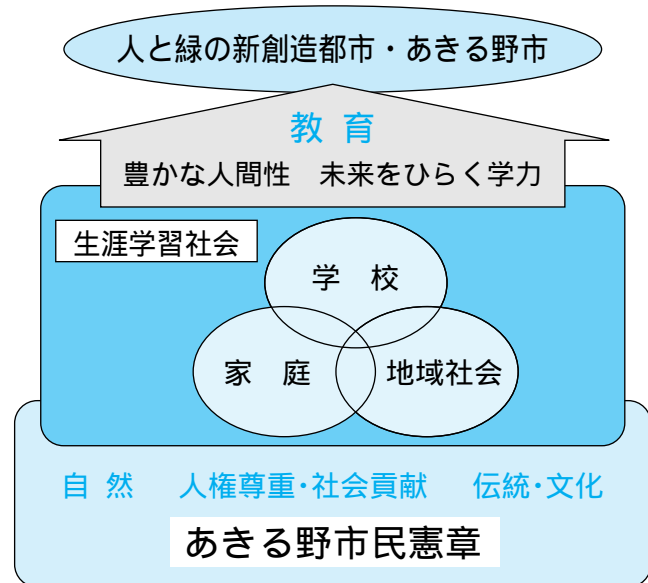 人と緑の新創造都市・あきる野市
教 育
豊かな人間性　未来をひらく学力
生涯学習社会
学　校
家　庭
地域社会
自 然　人権尊重・社会貢献　伝統・文化
あきる野市民憲章